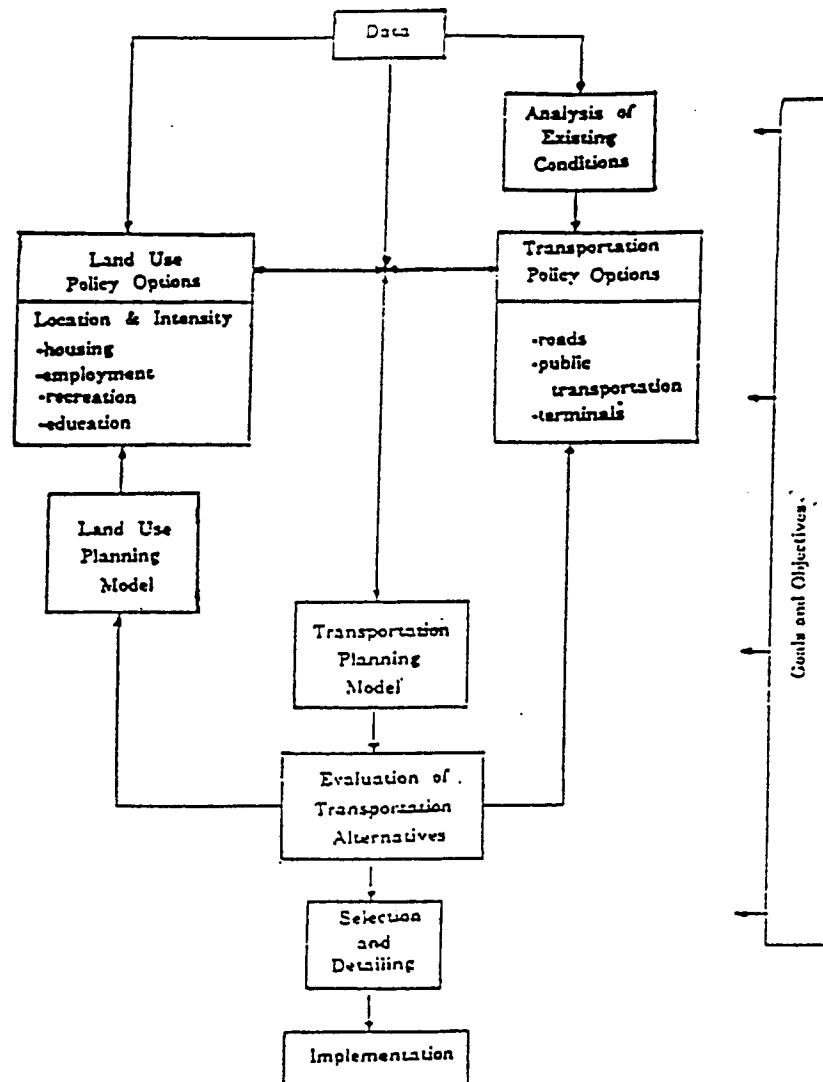 Data
Analysis of
Existing
Conditions
Land Use
Policy Options
Location & Intensity
-housing
-employment
-recreation
-education
Transportation
Policy Options
-roads
-public
transportation
-terminals
Land Use
Planning
Model
Transportation
Planning
Model
Evaluation of
Transportation
Alternatives
Selection
and
Detailing
Implementation
Goals and Objectives